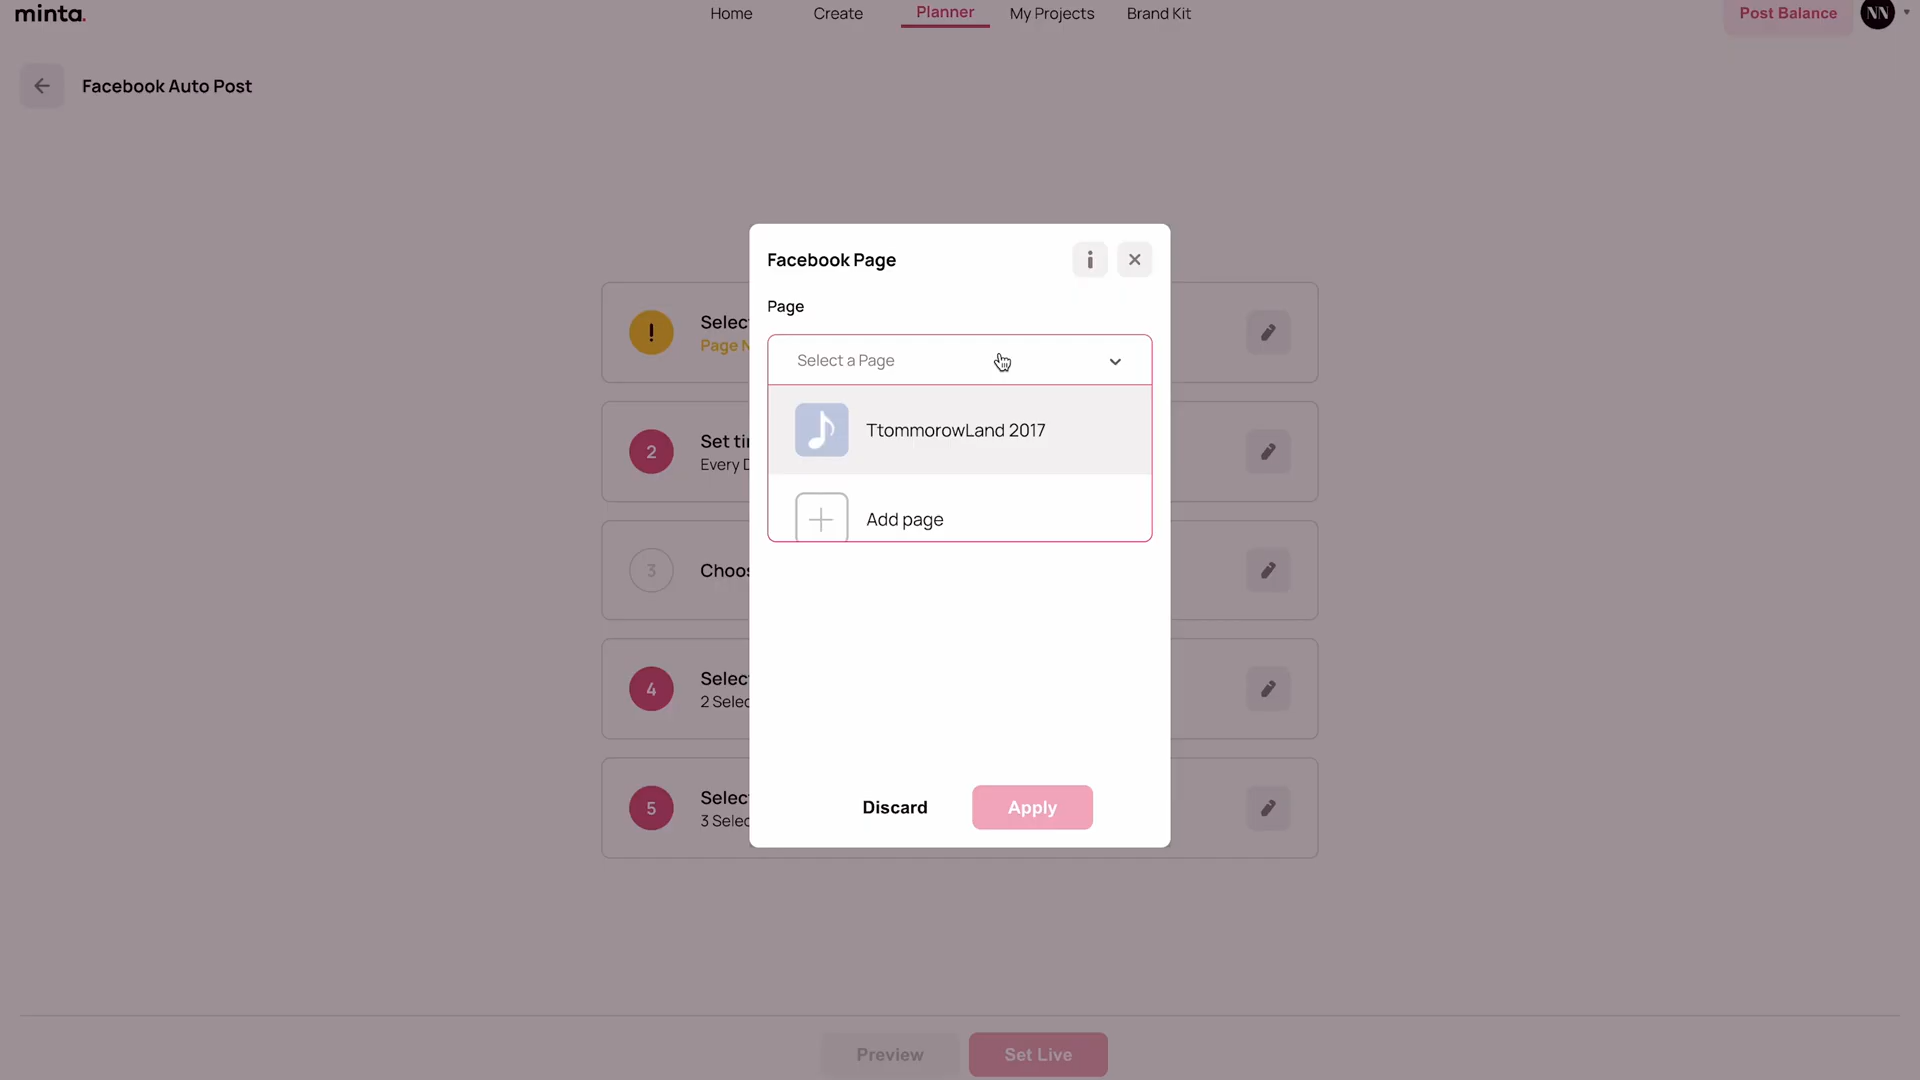 minta.
Home
Create
Planner
My Projects
Brand Kit
Post Balance
NN
Facebook Auto Post
Facebook Page
Page
Select a Page
TtommorowLand 2017
Add page
!
Selec
Page N
2
Set ti
Every D
3
Choos
4
Selec
2 Selec
5
Selec
3 Selec
Discard
Apply
Preview
Set Live